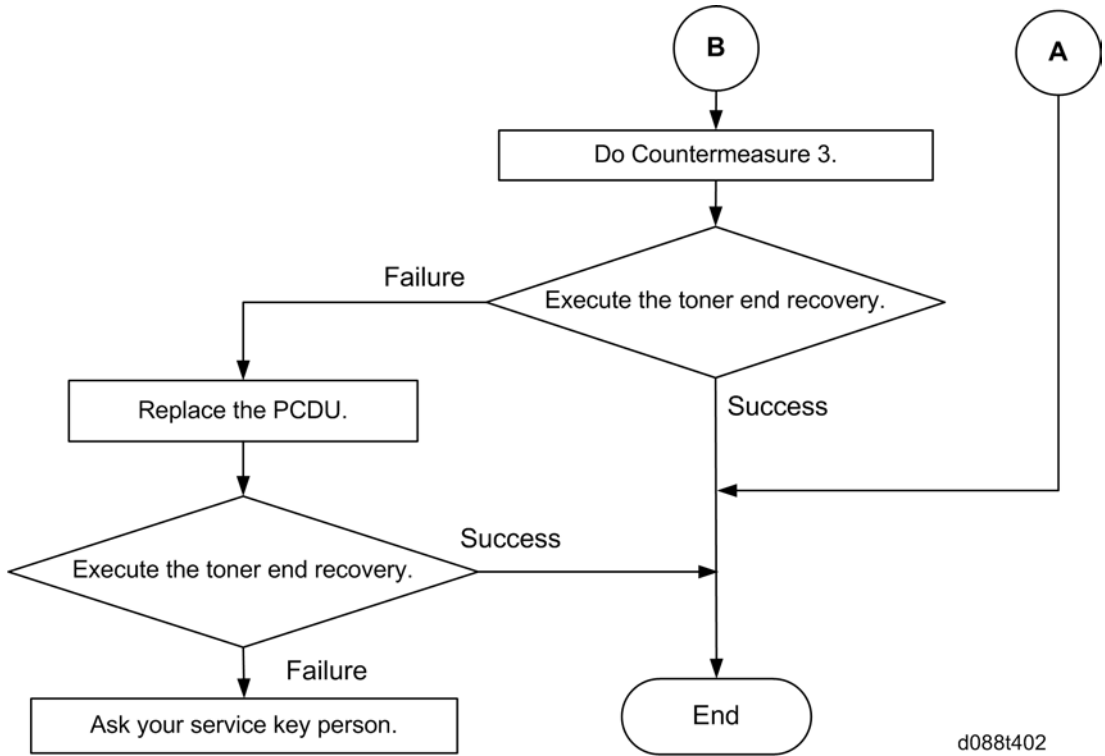 B
A
Do Countermeasure 3.
Failure
Execute the toner end recovery.
Replace the PCDU.
Success
Success
Execute the toner end recovery.
Failure
Ask your service key person.
End
d088t402